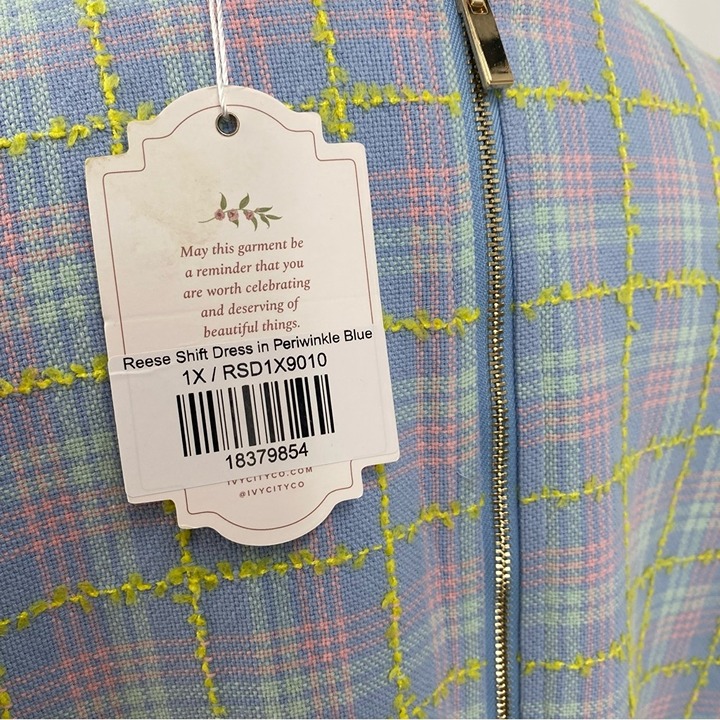 May this garment be
a reminder that you
are worth celebrating
and deserving of
beautiful things.
Reese Shift Dress in Periwinkle Blue
1X / RSD1X9010
18379854
IVYCITYCO.COM
@IVYCITYCO